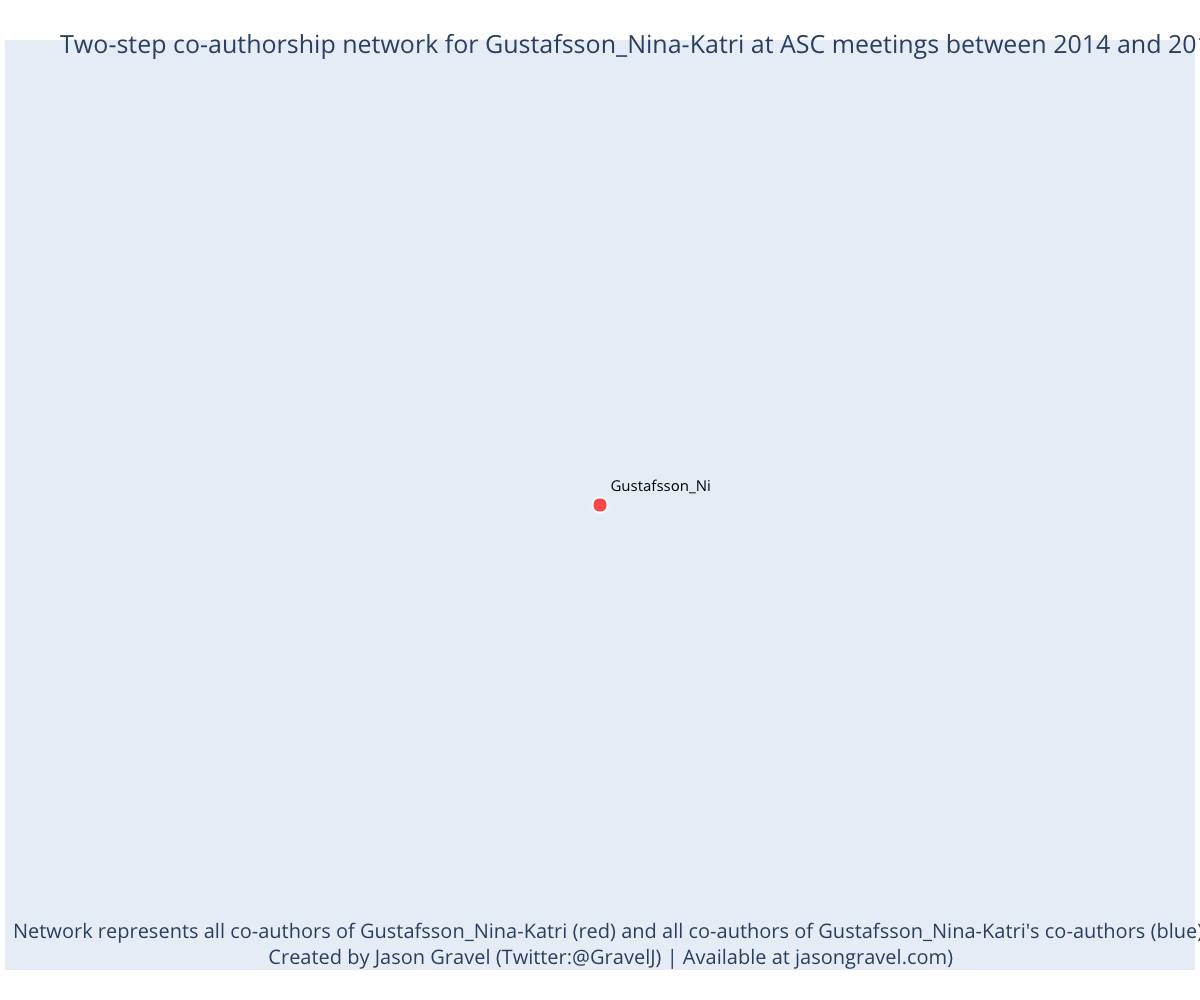 Two-step co-authorship network for Gustafsson_Nina-Katri at ASC meetings between 2014 and 20
Gustafsson_Ni
Network represents all co-authors of Gustafsson_Nina-Katri (red) and all co-authors of Gustafsson_Nina-Katri's co-authors (blue)
Created by Jason Gravel (Twitter:@GravelJ) | Available at jasongravel.com)